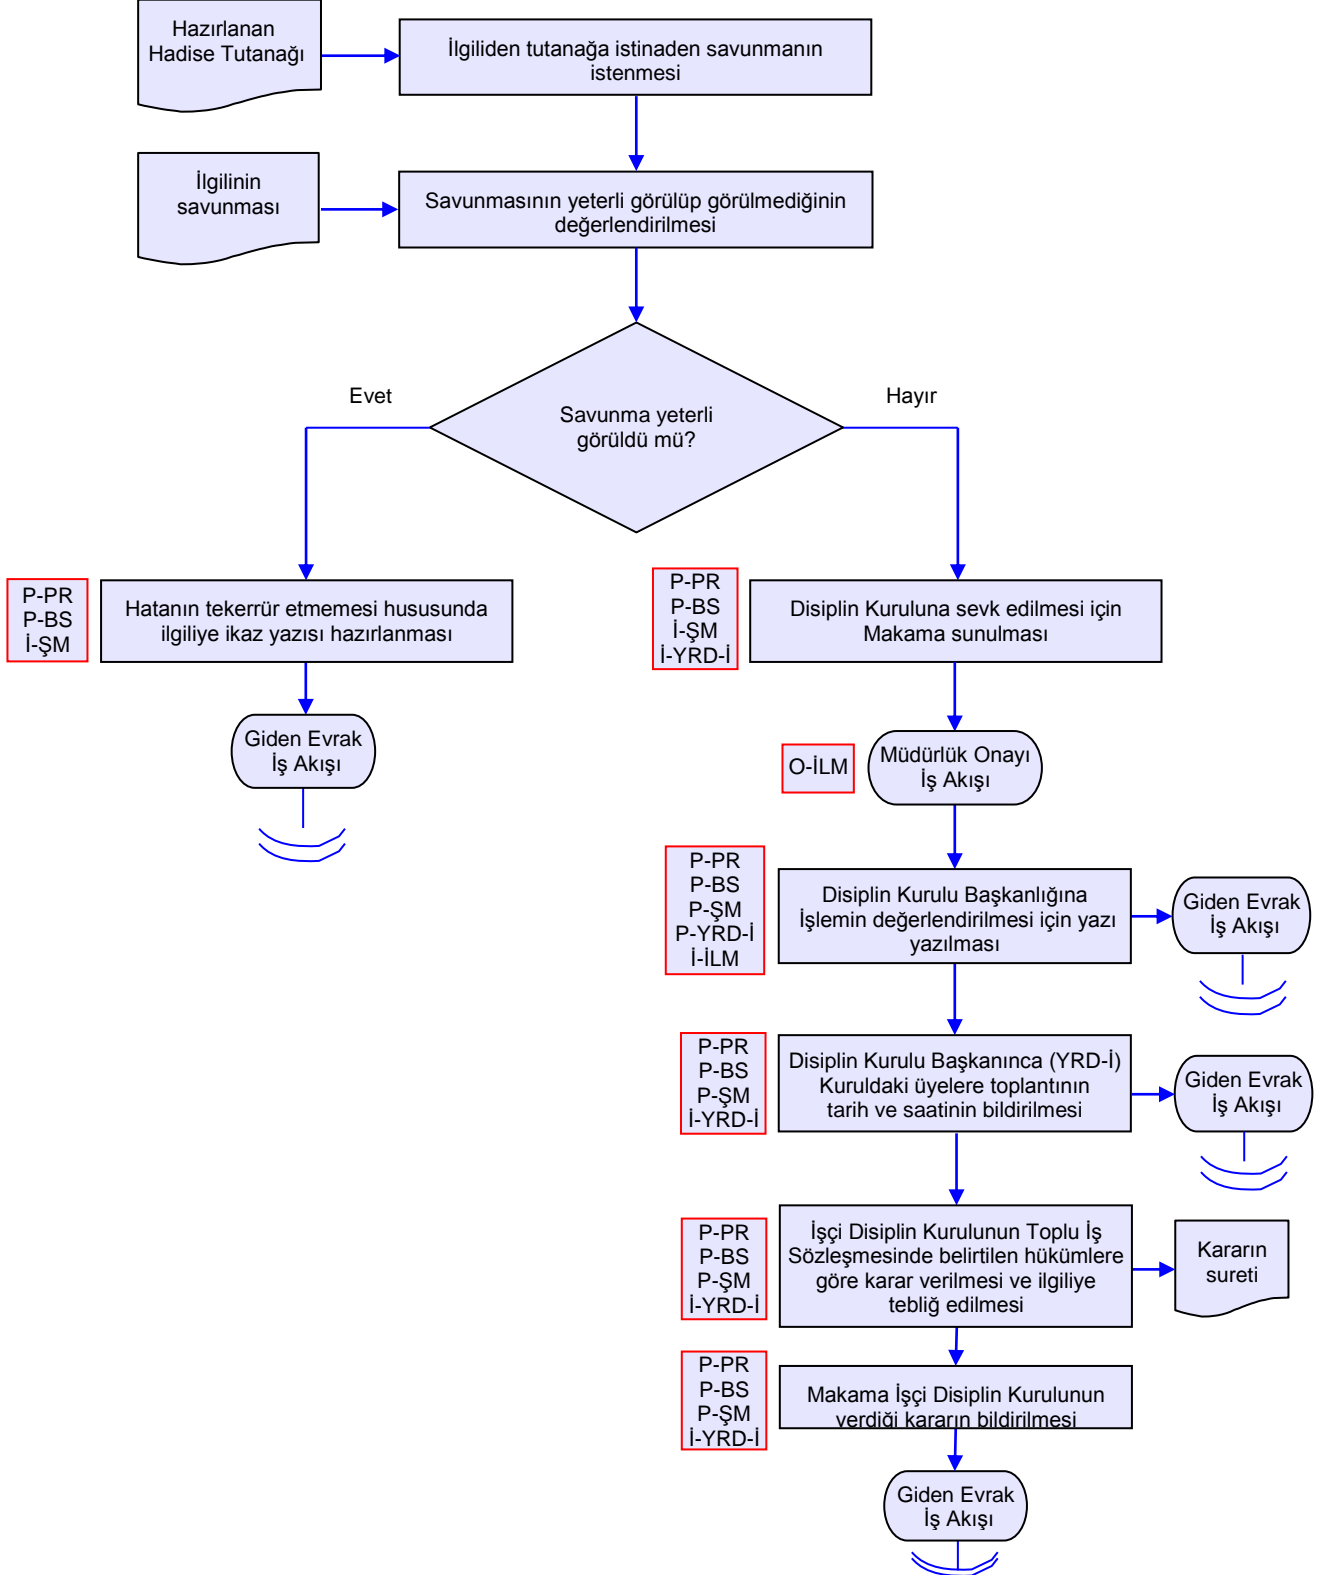 Hazırlanan
Hadise Tutanağı
İlgiliden tutanağa istinaden savunmanın
istenmesi
İlgilinin
savunması
Savunmasının yeterli görülüp görülmediğinin
değerlendirilmesi
Evet
Hayır
Savunma yeterli
görüldü mü?
P-PR
P-BS
İ-ŞM
Hatanın tekerrür etmemesi hususunda
ilgiliye ikaz yazısı hazırlanması
P-PR
P-BS
İ-ŞM
İ-YRD-İ
Disiplin Kuruluna sevk edilmesi için
Makama sunulması
Giden Evrak
İş Akışı
O-İLM
Müdürlük Onayı
İş Akışı
P-PR
P-BS
P-ŞM
P-YRD-İ
İ-İLM
Disiplin Kurulu Başkanlığına
İşlemin değerlendirilmesi için yazı
yazılması
Giden Evrak
İş Akışı
P-PR
P-BS
P-ŞM
İ-YRD-İ
Disiplin Kurulu Başkanınca (YRD-İ)
Kuruldaki üyelere toplantının
tarih ve saatinin bildirilmesi
Giden Evrak
İş Akışı
P-PR
P-BS
P-ŞM
İ-YRD-İ
İşçi Disiplin Kurulunun Toplu İş
Sözleşmesinde belirtilen hükümlere
göre karar verilmesi ve ilgiliye
tebliğ edilmesi
Kararın
sureti
P-PR
P-BS
P-ŞM
İ-YRD-İ
Makama İşçi Disiplin Kurulunun
verdiği kararın bildirilmesi
Giden Evrak
İş Akışı